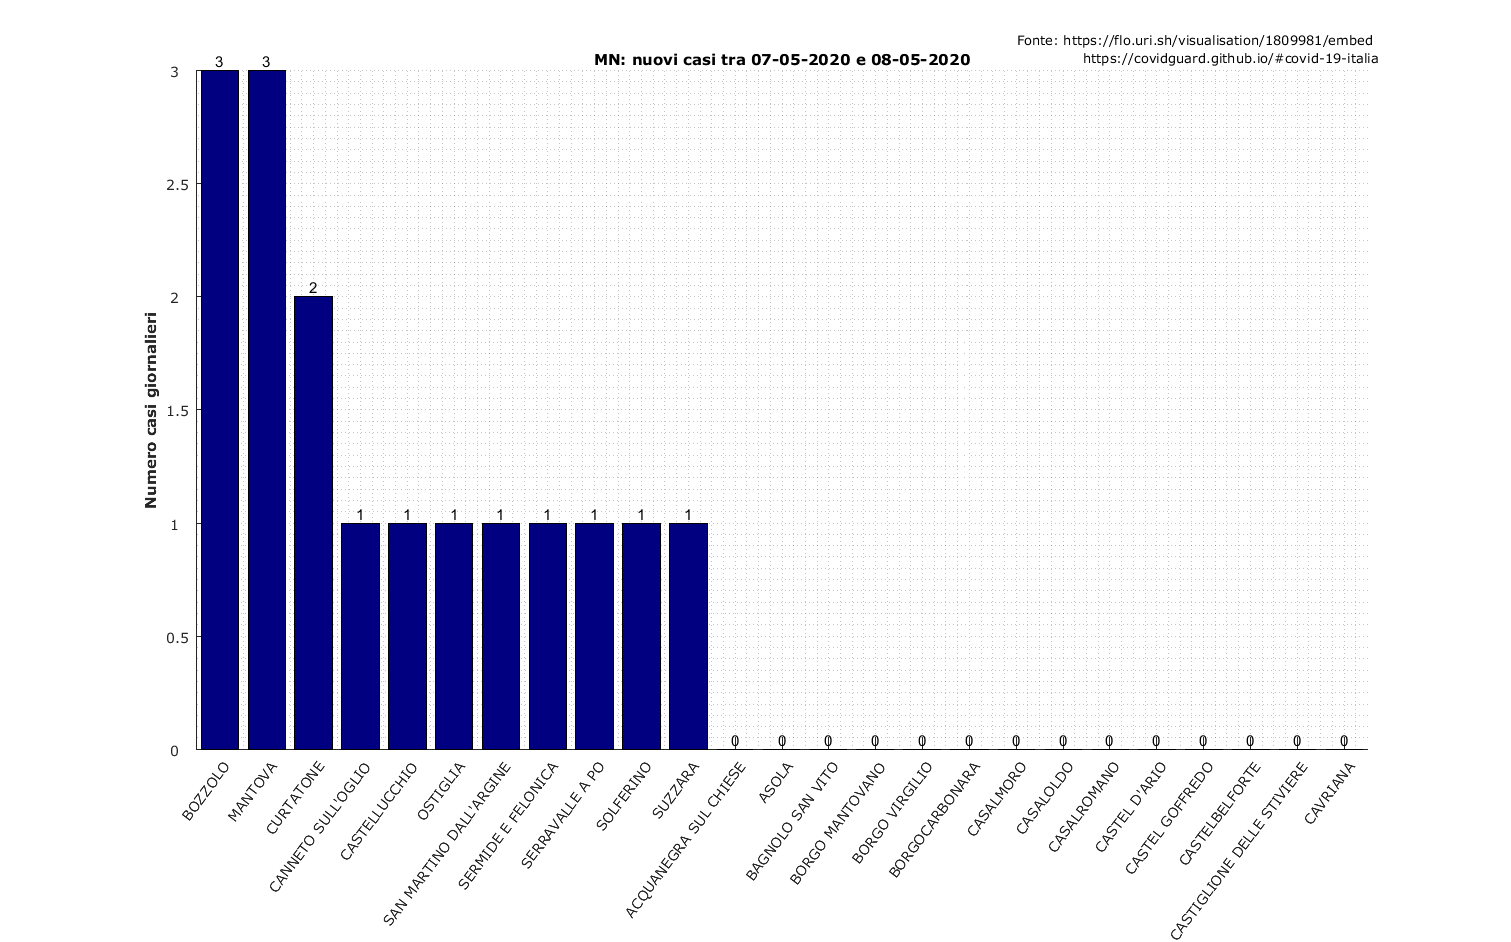 Fonte: https://flo.uri.sh/visualisation/1809981/embed
https://covidguard.github.io/#covid-19-italia
MN: nuovi casi tra 07-05-2020 e 08-05-2020
Numero casi giornalieri
3
2.5
2
1.5
1
0.5
0
3
3
2
1
1
1
1
1
1
1
1
0
0
0
0
0
0
0
0
0
0
0
0
0
0
BOZZOLO
MANTOVA
CURTATONE
CANNETO SULL'OGLIO
CASTELLUCCHIO
OSTIGLIA
SAN MARTINO DALL'ARGINE
SERMIDE E FELONICA
SERRAVALLE A PO
SOLFERINO
SUZZARA
ACQUANEGRA SUL CHIESE
ASOLA
BAGNOLO SAN VITO
BORGO MANTOVANO
BORGO VIRGILIO
BORGOCARBONARA
CASALMORO
CASALOLDO
CASALROMANO
CASTEL D'ARIO
CASTEL GOFFREDO
CASTELBELFORTE
CASTIGLIONE DELLE STIVIERE
CAVRIANA